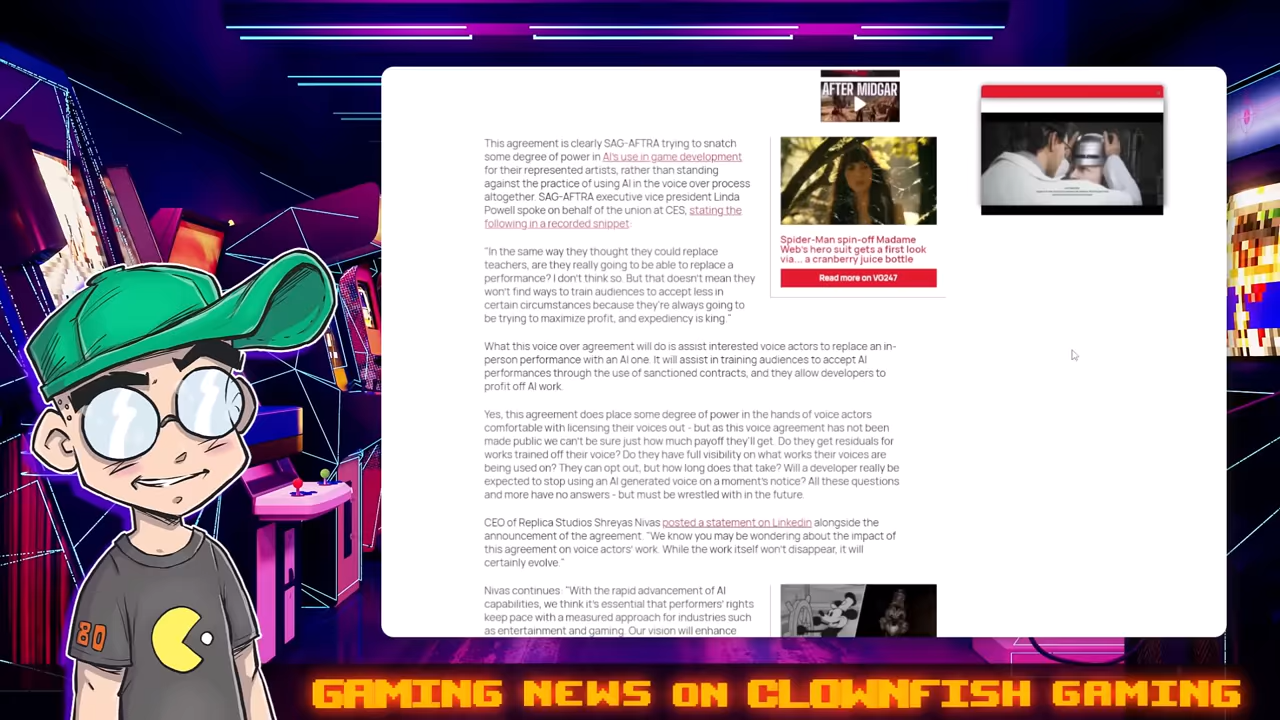 AFTER MIDGAR
This agreement is clearly SAG-AFTRA trying to snatch
some degree of power in AI's use in game development
for their represented artists, rather than standing
against the practice of using AI in the voice over process
altogether. SAG-AFTRA executive vice president Linda
Powell spoke on behalf of the union at CES, stating the
following in a recorded snippet:
"In the same way they thought they could replace
teachers, are they really going to be able to replace a
performance? I don't think so. But that doesn't mean they
won't find ways to train audiences to accept less in
certain circumstances because they're always going to
be trying to maximize profit, and expediency is king."
Spider-Man spin-off Madame
Web's hero suit gets a first look
via... a cranberry juice bottle
Read more on VG247
What this voice over agreement will do is assist interested voice actors to replace an in-
person performance with an AI one. It will assist in training audiences to accept AI
performances through the use of sanctioned contracts, and they allow developers to
profit off AI work.
Yes, this agreement does place some degree of power in the hands of voice actors
comfortable with licensing their voices out - but as this voice agreement has not been
made public we can't be sure just how much payoff they'll get. Do they get residuals for
works trained off their voice? Do they have full visibility on what works their voices are
being used on? They can opt out, but how long does that take? Will a developer really be
expected to stop using an AI generated voice on a moment's notice? All these questions
and more have no answers - but must be wrestled with in the future.
CEO of Replica Studios Shreyas Nivas posted a statement on Linkedin alongside the
announcement of the agreement. "We know you may be wondering about the impact of
this agreement on voice actors' work. While the work itself won't disappear, it will
certainly evolve."
Nivas continues: "With the rapid advancement of AI
capabilities, we think it's essential that performers' rights
keep pace with a measured approach for industries such
as entertainment and gaming. Our vision will enhance
80
GAMING NEWS ON CLOWNFISH GAMING